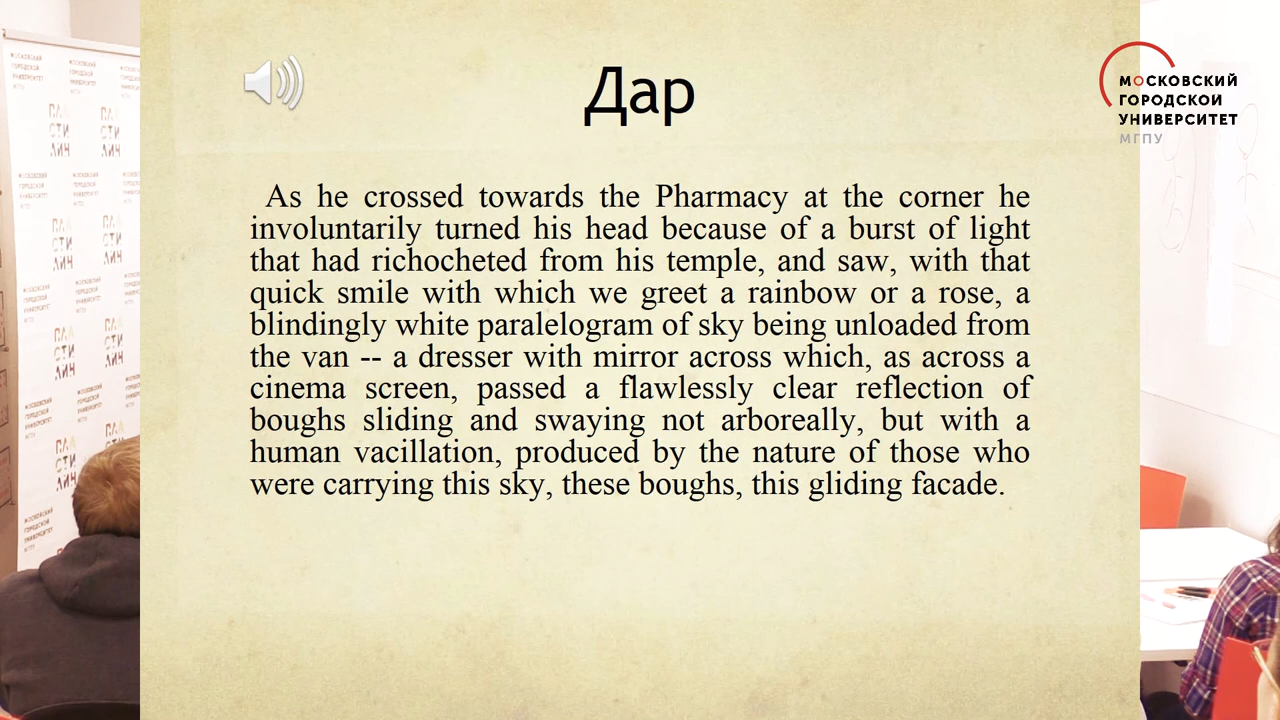 Дар
МОСКОВСКИЙ
ГОРОДСКОЙ
УНИВЕРСИТЕТ
МГПУ
As he crossed towards the Pharmacy at the corner he
involuntarily turned his head because of a burst of light
that had richocheted from his temple, and saw, with that
quick smile with which we greet a rainbow or a rose, a
blindingly white paralelogram of sky being unloaded from
the van -- a dresser with mirror across which, as across a
cinema screen, passed a flawlessly clear reflection of
boughs sliding and swaying not arboreally, but with a
human vacillation, produced by the nature of those who
were carrying this sky, these boughs, this gliding facade.